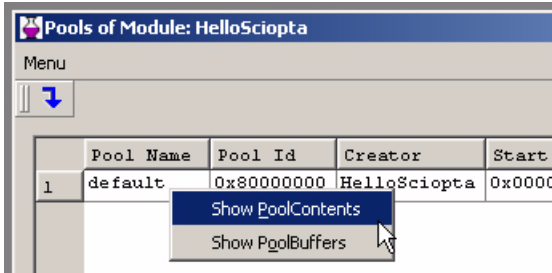 Pools of Module: HelloSciopta
Menu
Pool Name Pool Id Creator Start
1 default 0x80000000 HelloSciopta 0x0000
Show PoolContents
Show PoolBuffers